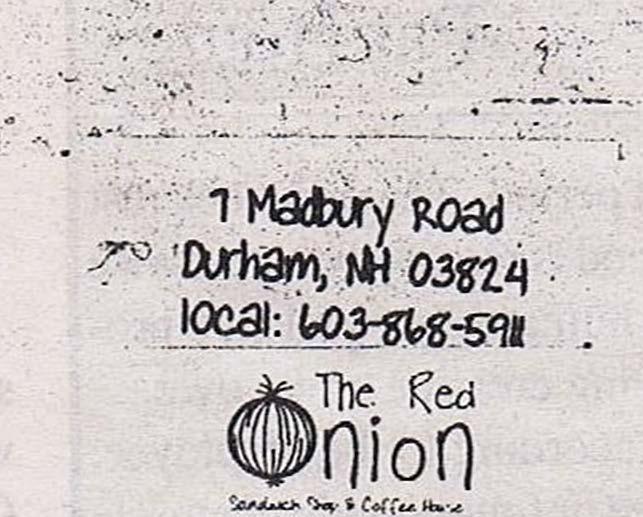 7 Madbury Road
Durham, NH 03824
local: 603-868-5911
The Red
Onion
Sandwich Shop & Coffee House